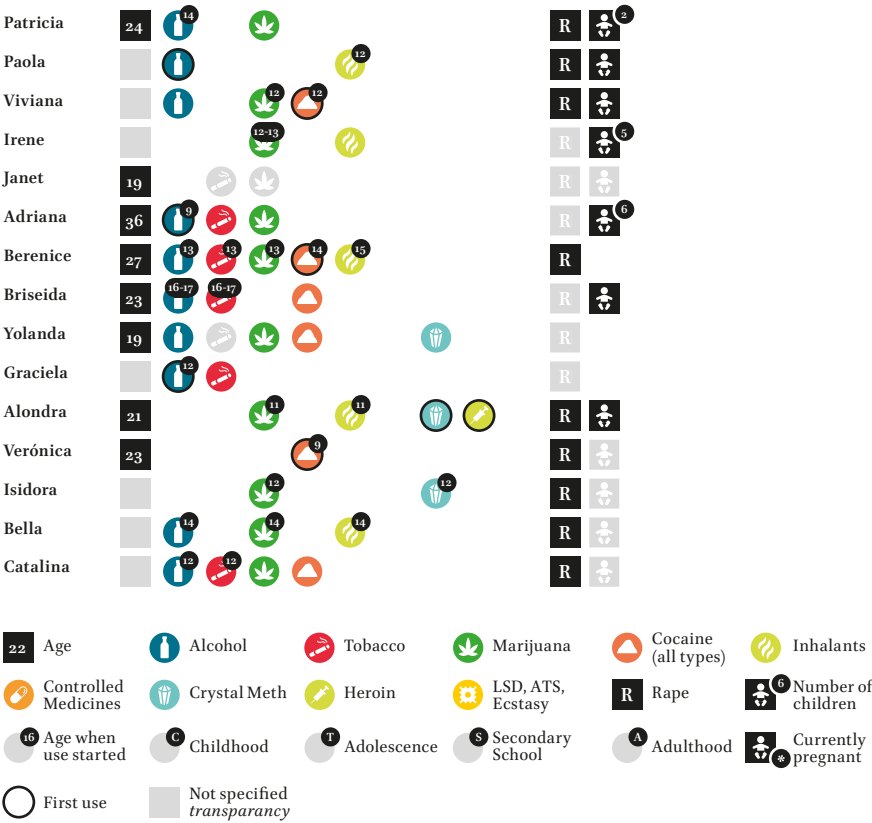 Patricia 24 14 R 2
Paola R 12
Viviana 12 12 R
Irene 12-13 R 5
Janet 19 R
Adriana 36 9 R 6
Berenice 27 13 13 13 14 15 R
Briseida 23 16-17 16-17 R
Yolanda 19 R
Graciela 12 R
Alondra 21 11 11 R
Verónica 23 9 R
Isidora 12 12 R
Bella 14 14 14 R
Catalina 12 12 R
22 Age
Alcohol
Tobacco
Marijuana
Cocaine
(all types)
Inhalants
Controlled
Medicines
Crystal Meth
Heroin
LSD, ATS,
Ecstasy
R Rape
6 Number of
children
16 Age when
use started
C Childhood
T Adolescence
S Secondary
School
A Adulthood
* Currently
pregnant
First use
Not specified
transparancy